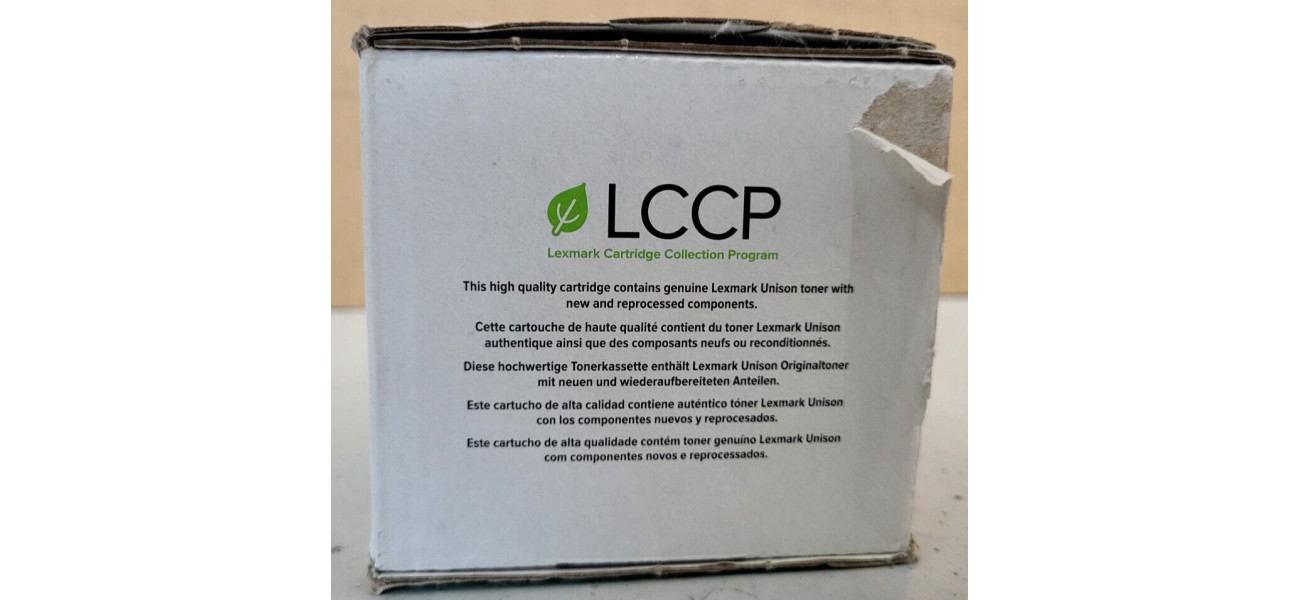 LCCP
Lexmark Cartridge Collection Program
This high quality cartridge contains genuine Lexmark Unison toner with
new and reprocessed components.
Cette cartouche de haute qualité contient du toner Lexmark Unison
authentique ainsi que des composants neufs ou reconditionnés.
Diese hochwertige Tonerkassette enthält Lexmark Unison Originaltoner
mit neuen und wiederaufbereiteten Anteilen.
Este cartucho de alta calidad contiene auténtico tóner Lexmark Unison
con los componentes nuevos y reprocesados.
Este cartucho de alta qualidade contém toner genuíno Lexmark Unison
com componentes novos e reprocessados.